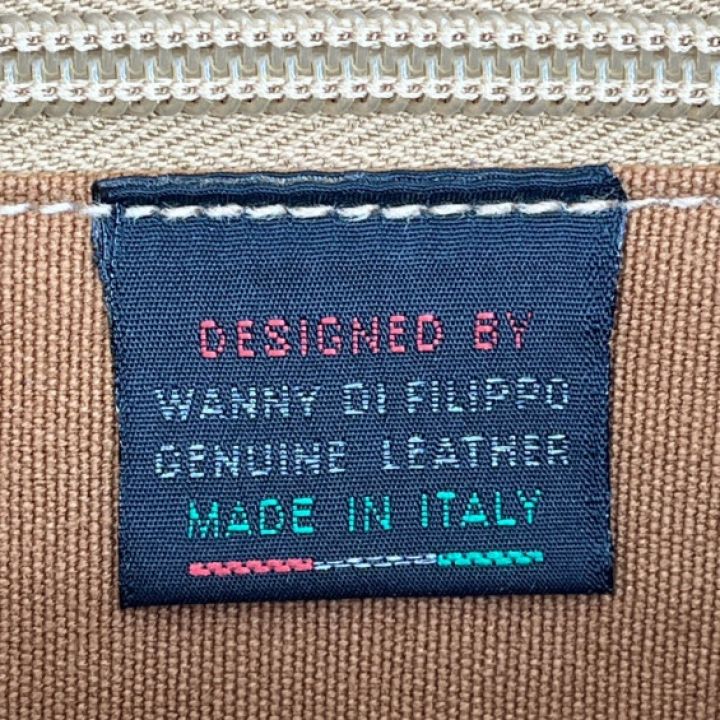 DESIGNED BY
WANNY DI FILIPPO
GENUINE LEATHER
MADE IN ITALY